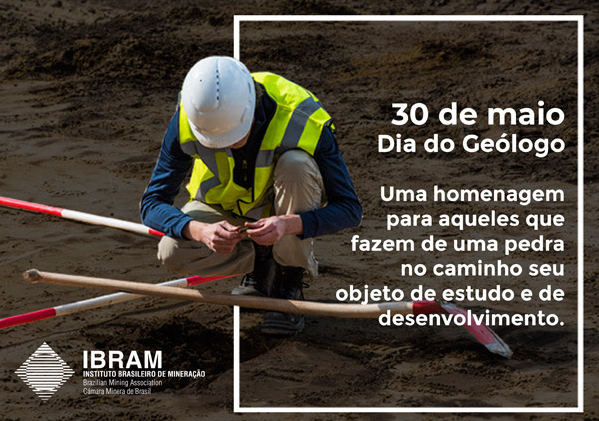 30 de maio
Dia do Geólogo
Uma homenagem
para aqueles que
fazem de uma pedra
no caminho seu
objeto de estudo e de
desenvolvimento.
IBRAM
INSTITUTO BRASILEIRO DE MINERAÇÃO
Brazilian Mining Association
Cámara Minera de Brasil